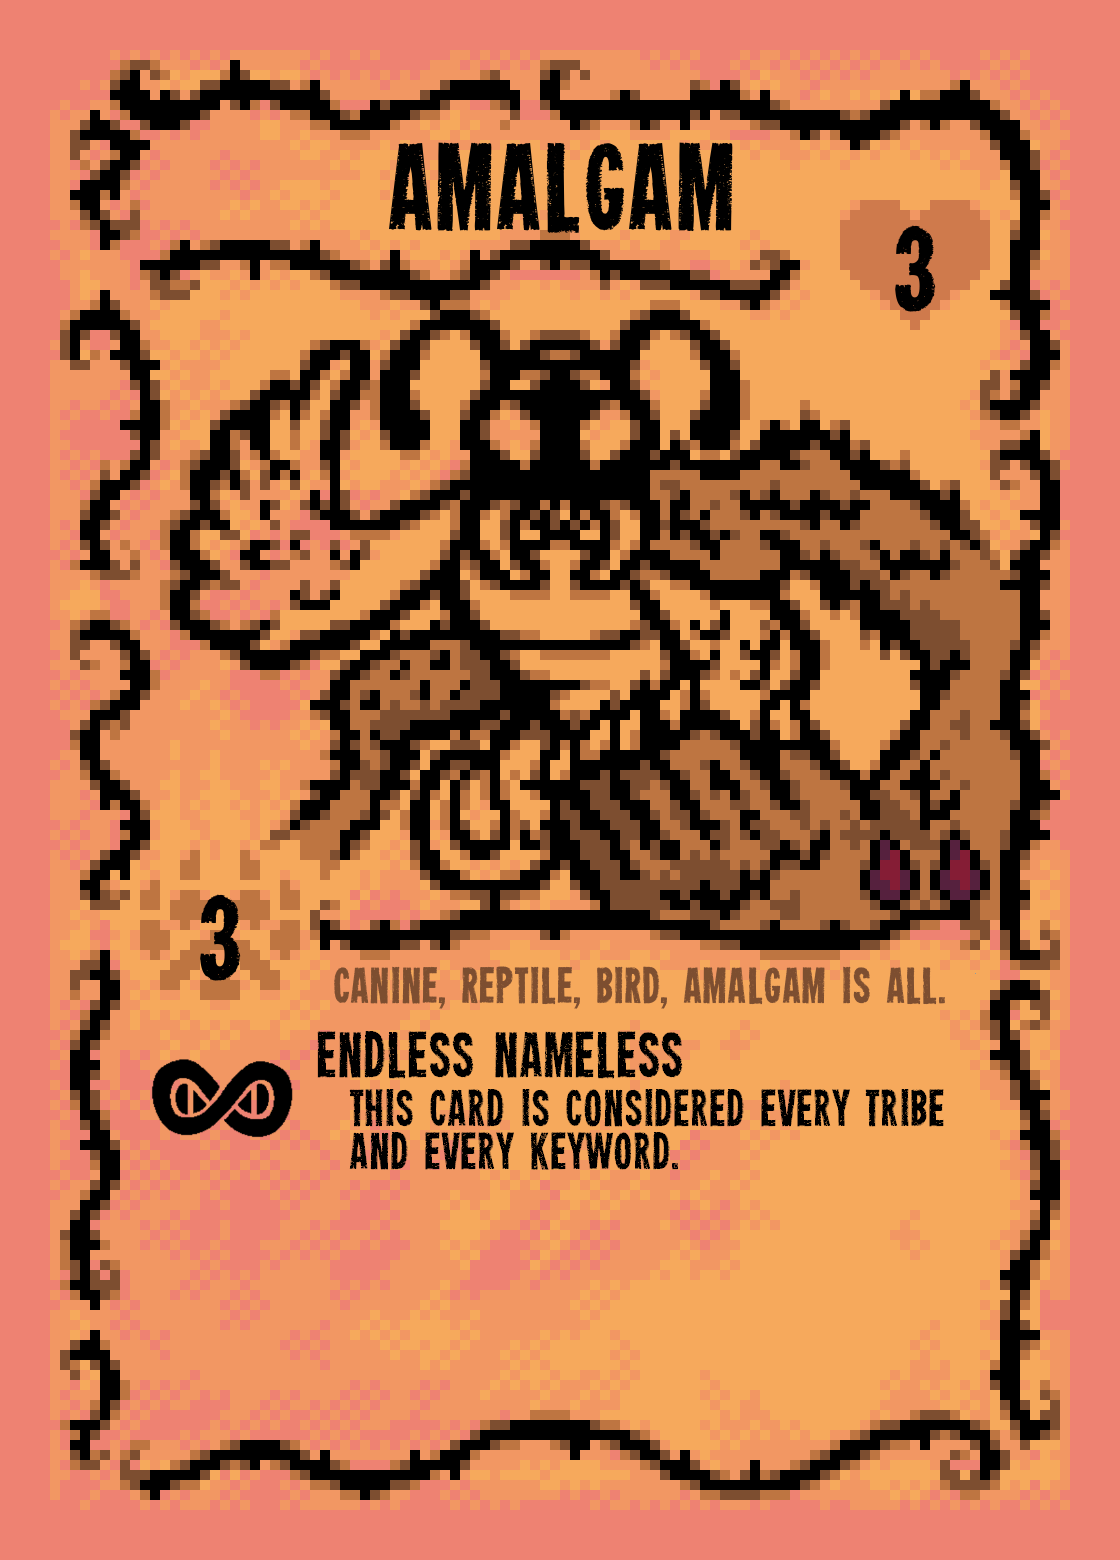 AMALGAM
3
3
CANINE, REPTILE, BIRD, AMALGAM IS ALL.
ENDLESS NAMELESS
THIS CARD IS CONSIDERED EVERY TRIBE
AND EVERY KEYWORD.